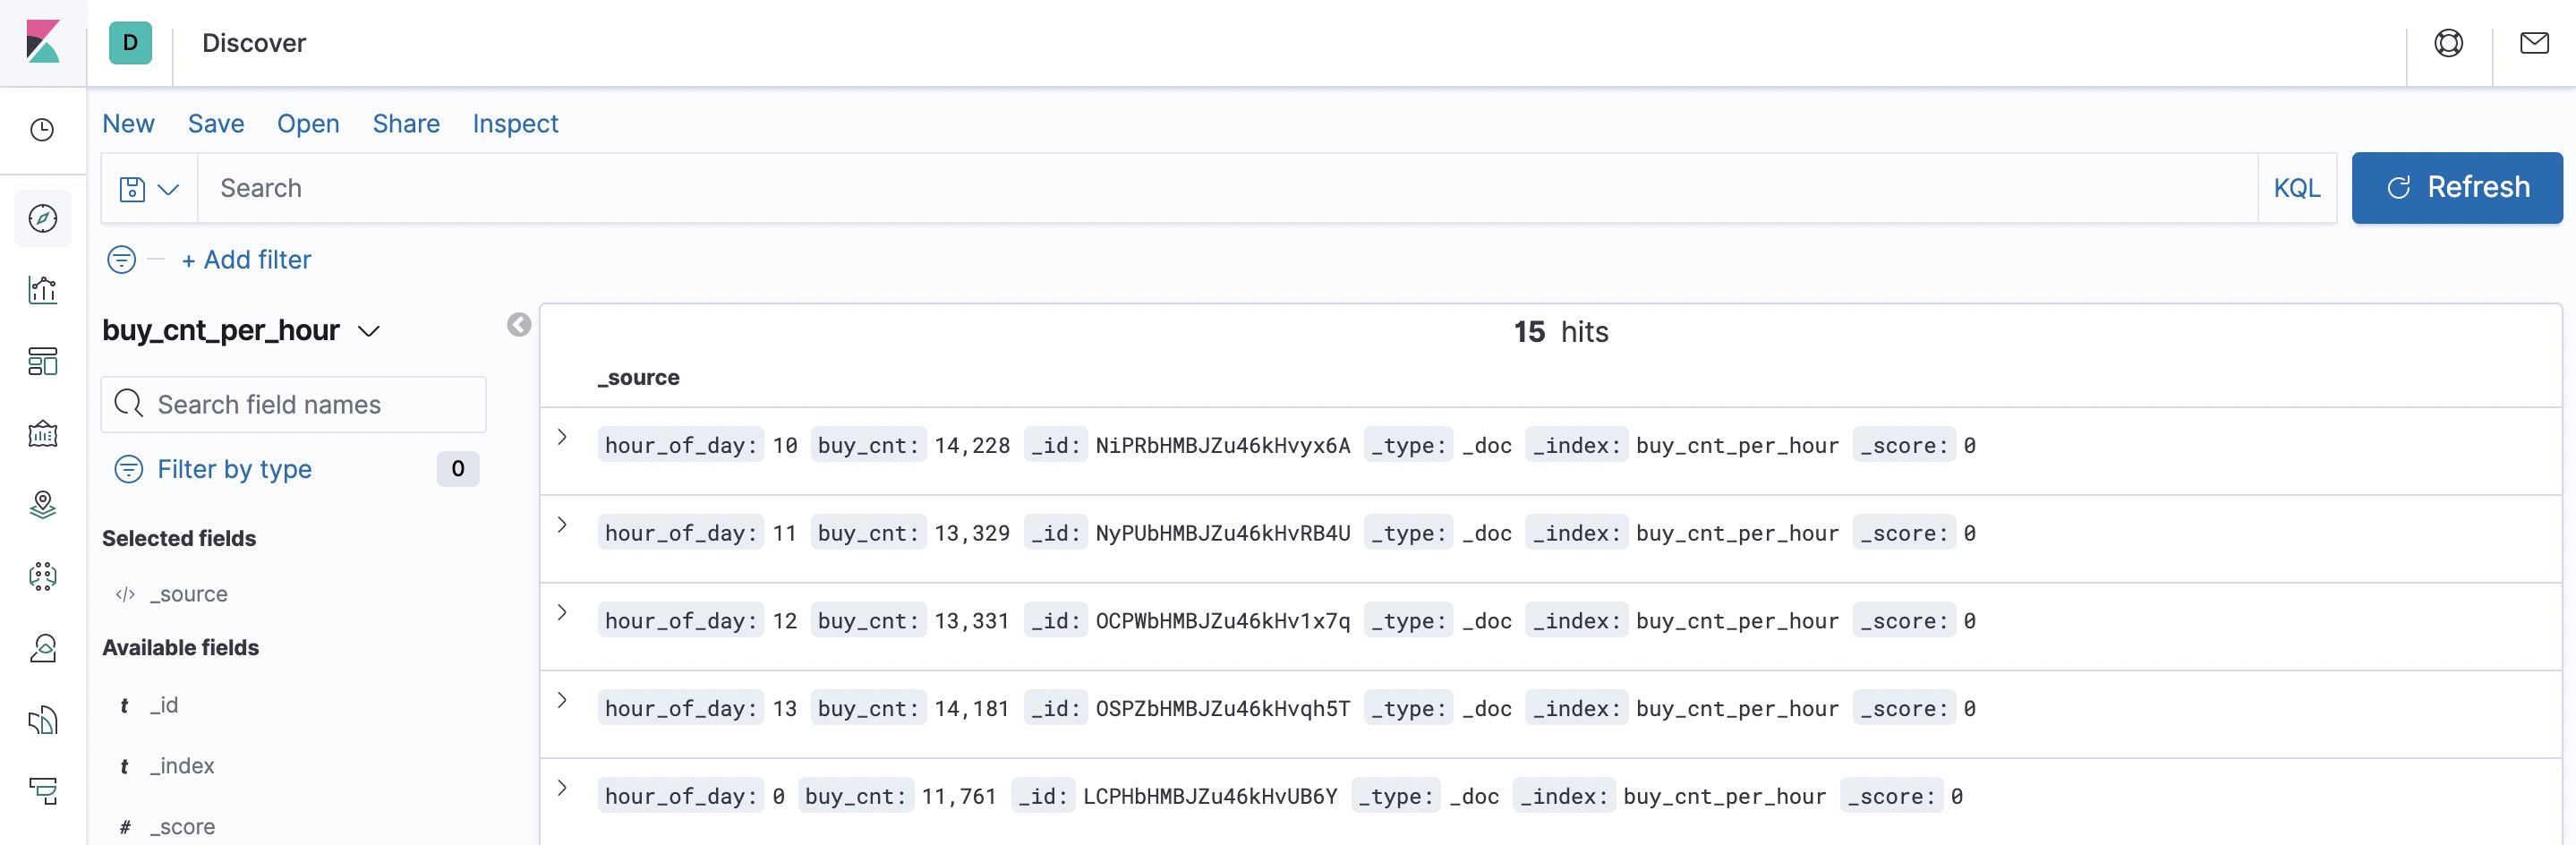 D
Discover
New Save Open Share Inspect
Search
KQL
Refresh
+ Add filter
buy_cnt_per_hour
Search field names
Filter by type 0
Selected fields
_source
Available fields
t _id
t _index
# _score
15 hits
_source
hour_of_day: 10 buy_cnt: 14,228 _id: NiPRbHMBJZu46kHvyx6A _type: _doc _index: buy_cnt_per_hour _score: 0
hour_of_day: 11 buy_cnt: 13,329 _id: NyPUbHMBJZu46kHvRB4U _type: _doc _index: buy_cnt_per_hour _score: 0
hour_of_day: 12 buy_cnt: 13,331 _id: OCPWbHMBJZu46kHv1x7q _type: _doc _index: buy_cnt_per_hour _score: 0
hour_of_day: 13 buy_cnt: 14,181 _id: OSPZbHMBJZu46kHvqh5T _type: _doc _index: buy_cnt_per_hour _score: 0
hour_of_day: 0 buy_cnt: 11,761 _id: LCPHbHMBJZu46kHvUB6Y _type: _doc _index: buy_cnt_per_hour _score: 0